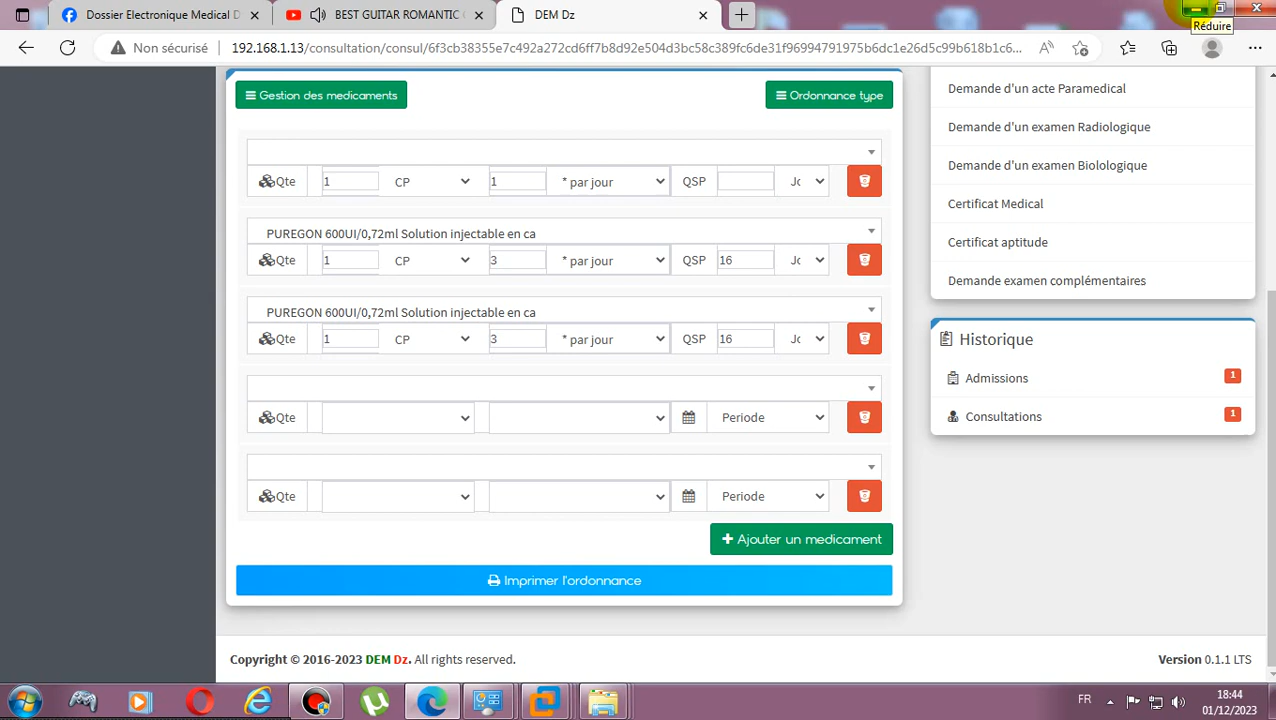 Dossier Electronique Medical D
BEST GUITAR ROMANTIC
DEM Dz
Réduire
Non sécurisé
192.168.1.13/consultation/consul/6f3cb38355e7c492a272cd6ff7b8d92e504d3bc58c389fc6de31f96994791975b6dc1e26d5c99b618b1c6...
Gestion des medicaments
Ordonnance type
Qte 1 CP 1 * par jour QSP Jc
PUREGON 600UI/0,72ml Solution injectable en ca
Qte 1 CP 3 * par jour QSP 16 Jc
PUREGON 600UI/0,72ml Solution injectable en ca
Qte 1 CP 3 * par jour QSP 16 Jc
Qte Periode
Qte Periode
Ajouter un medicament
Imprimer l'ordonnance
Demande d'un acte Paramedical
Demande d'un examen Radiologique
Demande d'un examen Biolologique
Certificat Medical
Certificat aptitude
Demande examen complémentaires
Historique
Admissions 1
Consultations 1
Copyright © 2016-2023 DEM Dz. All rights reserved.
Version 0.1.1 LTS
FR
18:44
01/12/2023